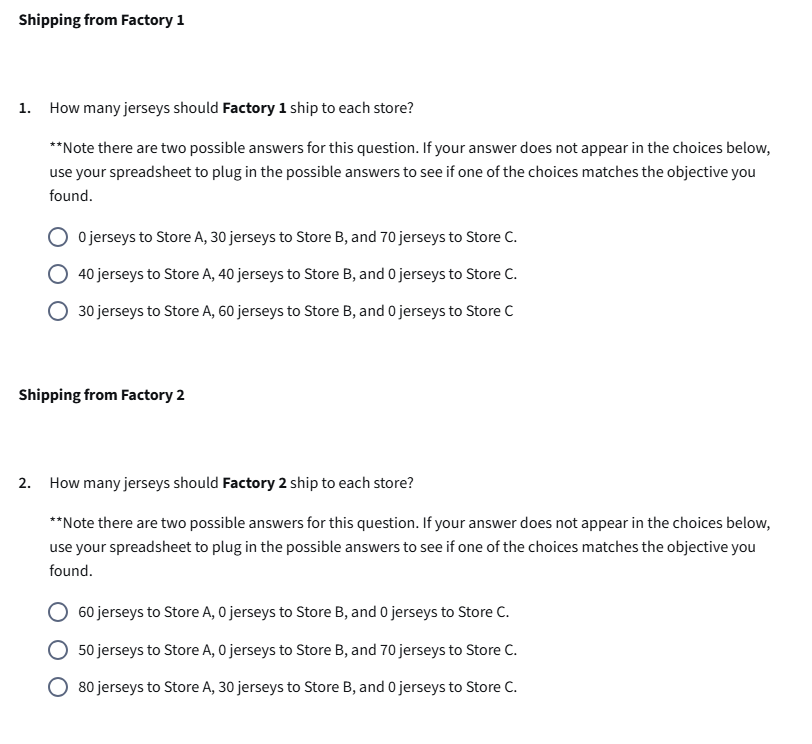 Shipping from Factory 1
1. How many jerseys should Factory 1 ship to each store?
**Note there are two possible answers for this question. If your answer does not appear in the choices below,
use your spreadsheet to plug in the possible answers to see if one of the choices matches the objective you
found.
0 jerseys to Store A, 30 jerseys to Store B, and 70 jerseys to Store C.
40 jerseys to Store A, 40 jerseys to Store B, and 0 jerseys to Store C.
30 jerseys to Store A, 60 jerseys to Store B, and 0 jerseys to Store C
Shipping from Factory 2
2. How many jerseys should Factory 2 ship to each store?
**Note there are two possible answers for this question. If your answer does not appear in the choices below,
use your spreadsheet to plug in the possible answers to see if one of the choices matches the objective you
found.
60 jerseys to Store A, 0 jerseys to Store B, and 0 jerseys to Store C.
50 jerseys to Store A, 0 jerseys to Store B, and 70 jerseys to Store C.
80 jerseys to Store A, 30 jerseys to Store B, and 0 jerseys to Store C.